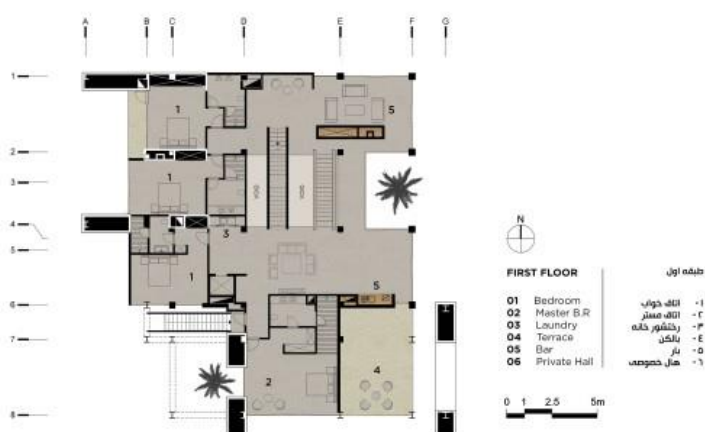 A B C D E F G
1
2
3
4
5
6
7
8
1
5
1
3
1
5
2
4
N
FIRST FLOOR
01 Bedroom
02 Master B.R
03 Laundry
04 Terrace
05 Bar
06 Private Hall
طبقه اول
۱- اتاق خواب
۲- اتاق مستر
۳- رختشور خانه
٤- بالکن
۵- بار
٦- هال خصوصی
0 1 2.5 5m